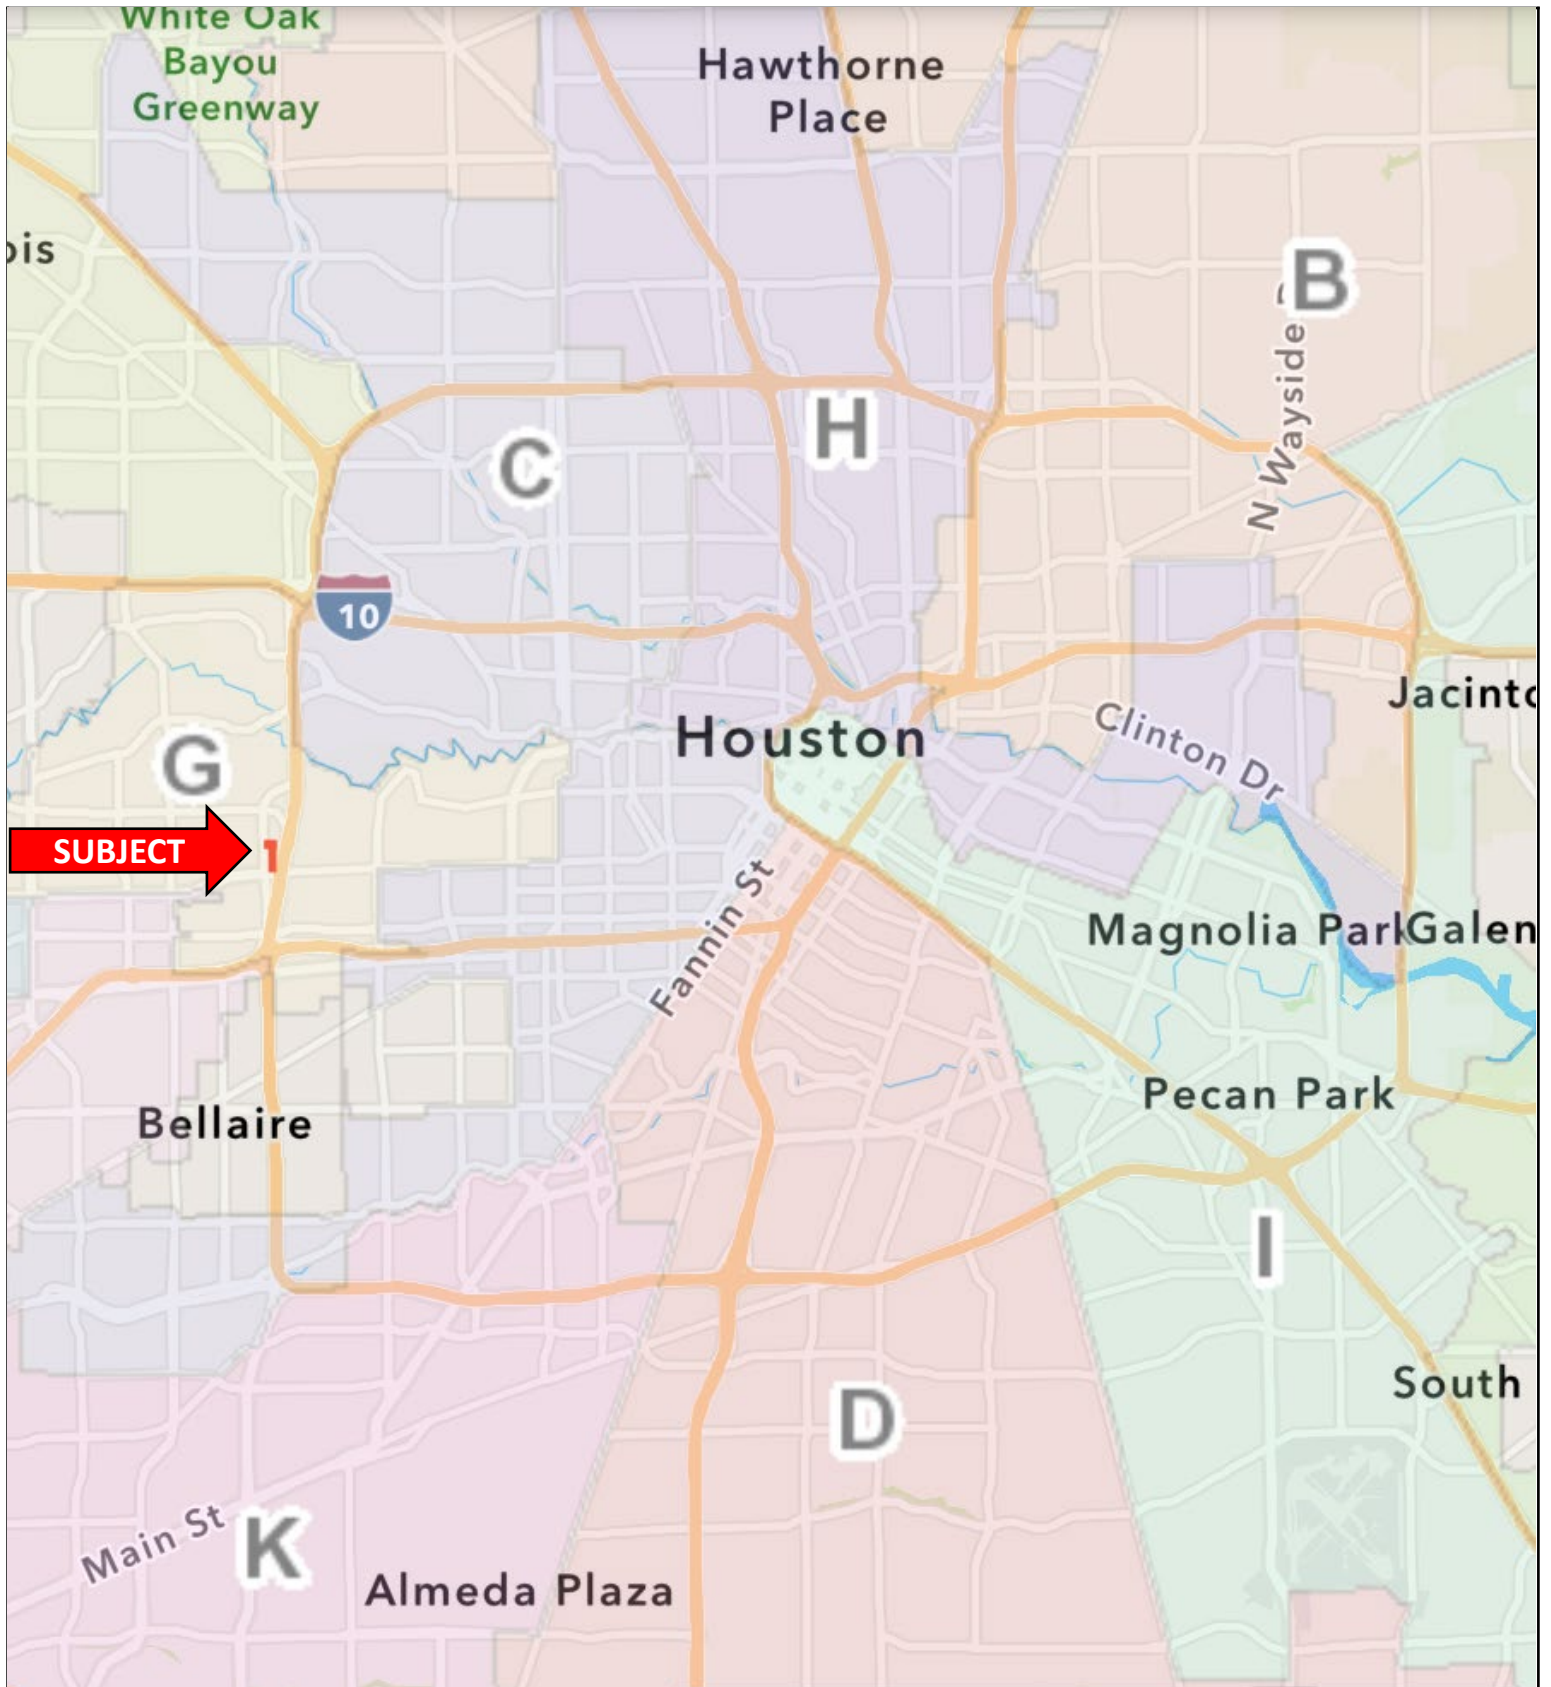 White Oak
Bayou
Greenway
Hawthorne
Place
ois
B
N Wayside
H
C
10
Jacinto
Clinton Dr
Houston
G
SUBJECT
Fannin St
Magnolia Park
Galen
Pecan Park
Bellaire
I
South
D
Main St
K
Almeda Plaza